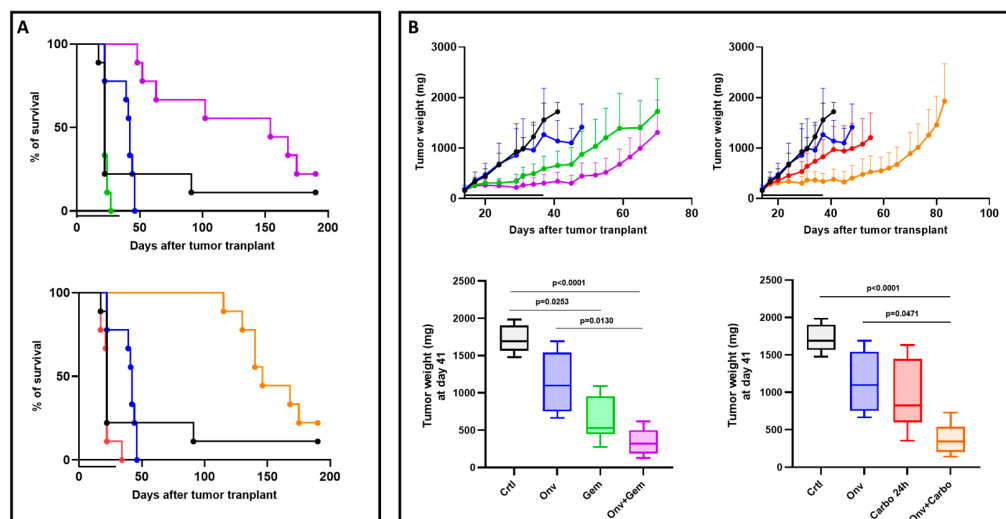 A
100
50
0
% of survival
0 50 100 150 200
Days after tumor tranplant
100
50
0
% of survival
0 50 100 150 200
Days after tumor tranplant
B
3000
2000
1000
0
Tumor weight (mg)
20 40 60 80
Days after tumor transplant
3000
2000
1000
0
Tumor weight (mg)
20 40 60 80 100
Days after tumor transplant
2500
2000
1500
1000
500
0
Tumor weight (mg)
at day 41
p<0.0001
p=0.0253
p=0.0130
Crtl Onv Gem Onv+Gem
2500
2000
1500
1000
500
0
Tumor weight (mg)
at day 41
p<0.0001
p=0.0471
Crtl Onv Carbo 24h Onv+Carbo